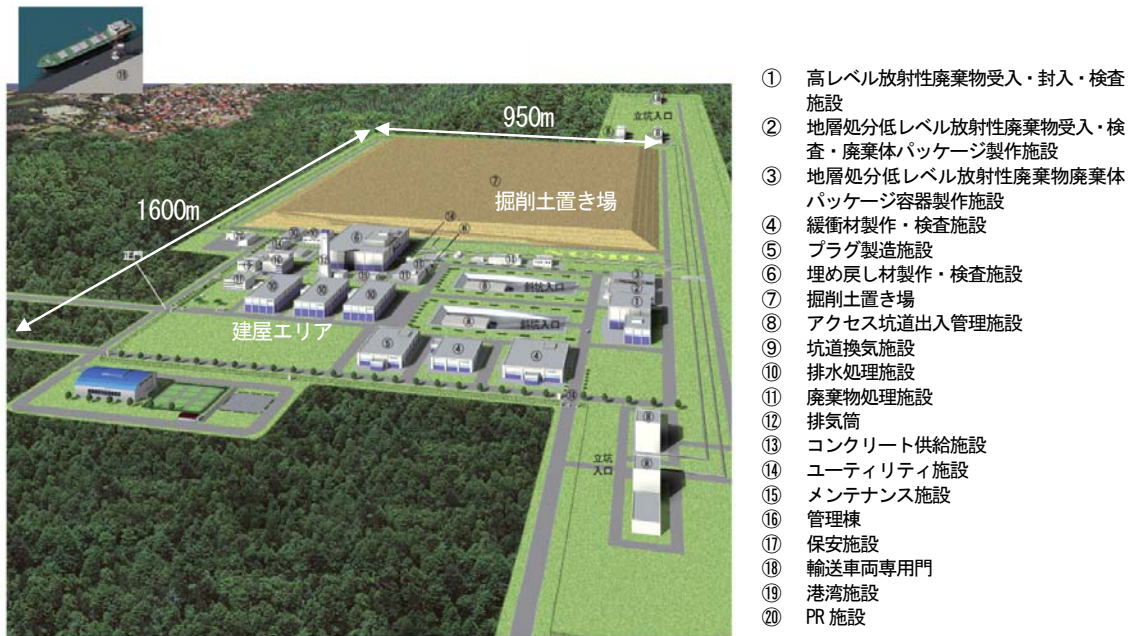 ⑲
950m
1600m
立坑入口
⑦
掘削土置き場
正門
⑥
斜坑入口
斜坑入口
⑩
⑩
⑩
建屋エリア
⑤
④
④
③
②
①
⑭
立坑
入口
① 高レベル放射性廃棄物受入・封入・検査
施設
② 地層処分低レベル放射性廃棄物受入・検
査・廃棄体パッケージ製作施設
③ 地層処分低レベル放射性廃棄物廃棄体
パッケージ容器製作施設
④ 緩衝材製作・検査施設
⑤ プラグ製造施設
⑥ 埋め戻し材製作・検査施設
⑦ 掘削土置き場
⑧ アクセス坑道出入管理施設
⑨ 坑道換気施設
⑩ 排水処理施設
⑪ 廃棄物処理施設
⑫ 排気筒
⑬ コンクリート供給施設
⑭ ユーティリティ施設
⑮ メンテナンス施設
⑯ 管理棟
⑰ 保安施設
⑱ 輸送車両専用門
⑲ 港湾施設
⑳ PR 施設